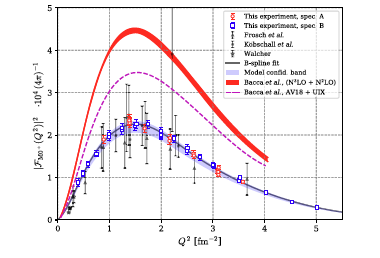 5
4
3
2
1
0
0
1
2
3
4
5
|F_{M0^+}(Q^2)|^2 · 10^4 (4π)^{-1}
Q^2 [fm^{-2}]
This experiment, spec. A
This experiment, spec. B
Frosch et al.
Kobschall et al.
Walcher
B-spline fit
Model confid. band
Bacca et al., (N^3LO + N^2LO)
Bacca et al., AV18 + UIX